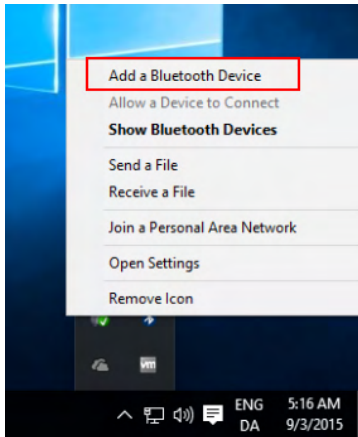 Add a Bluetooth Device
Allow a Device to Connect
Show Bluetooth Devices
Send a File
Receive a File
Join a Personal Area Network
Open Settings
Remove Icon
vm
ENG 5:16 AM
DA 9/3/2015